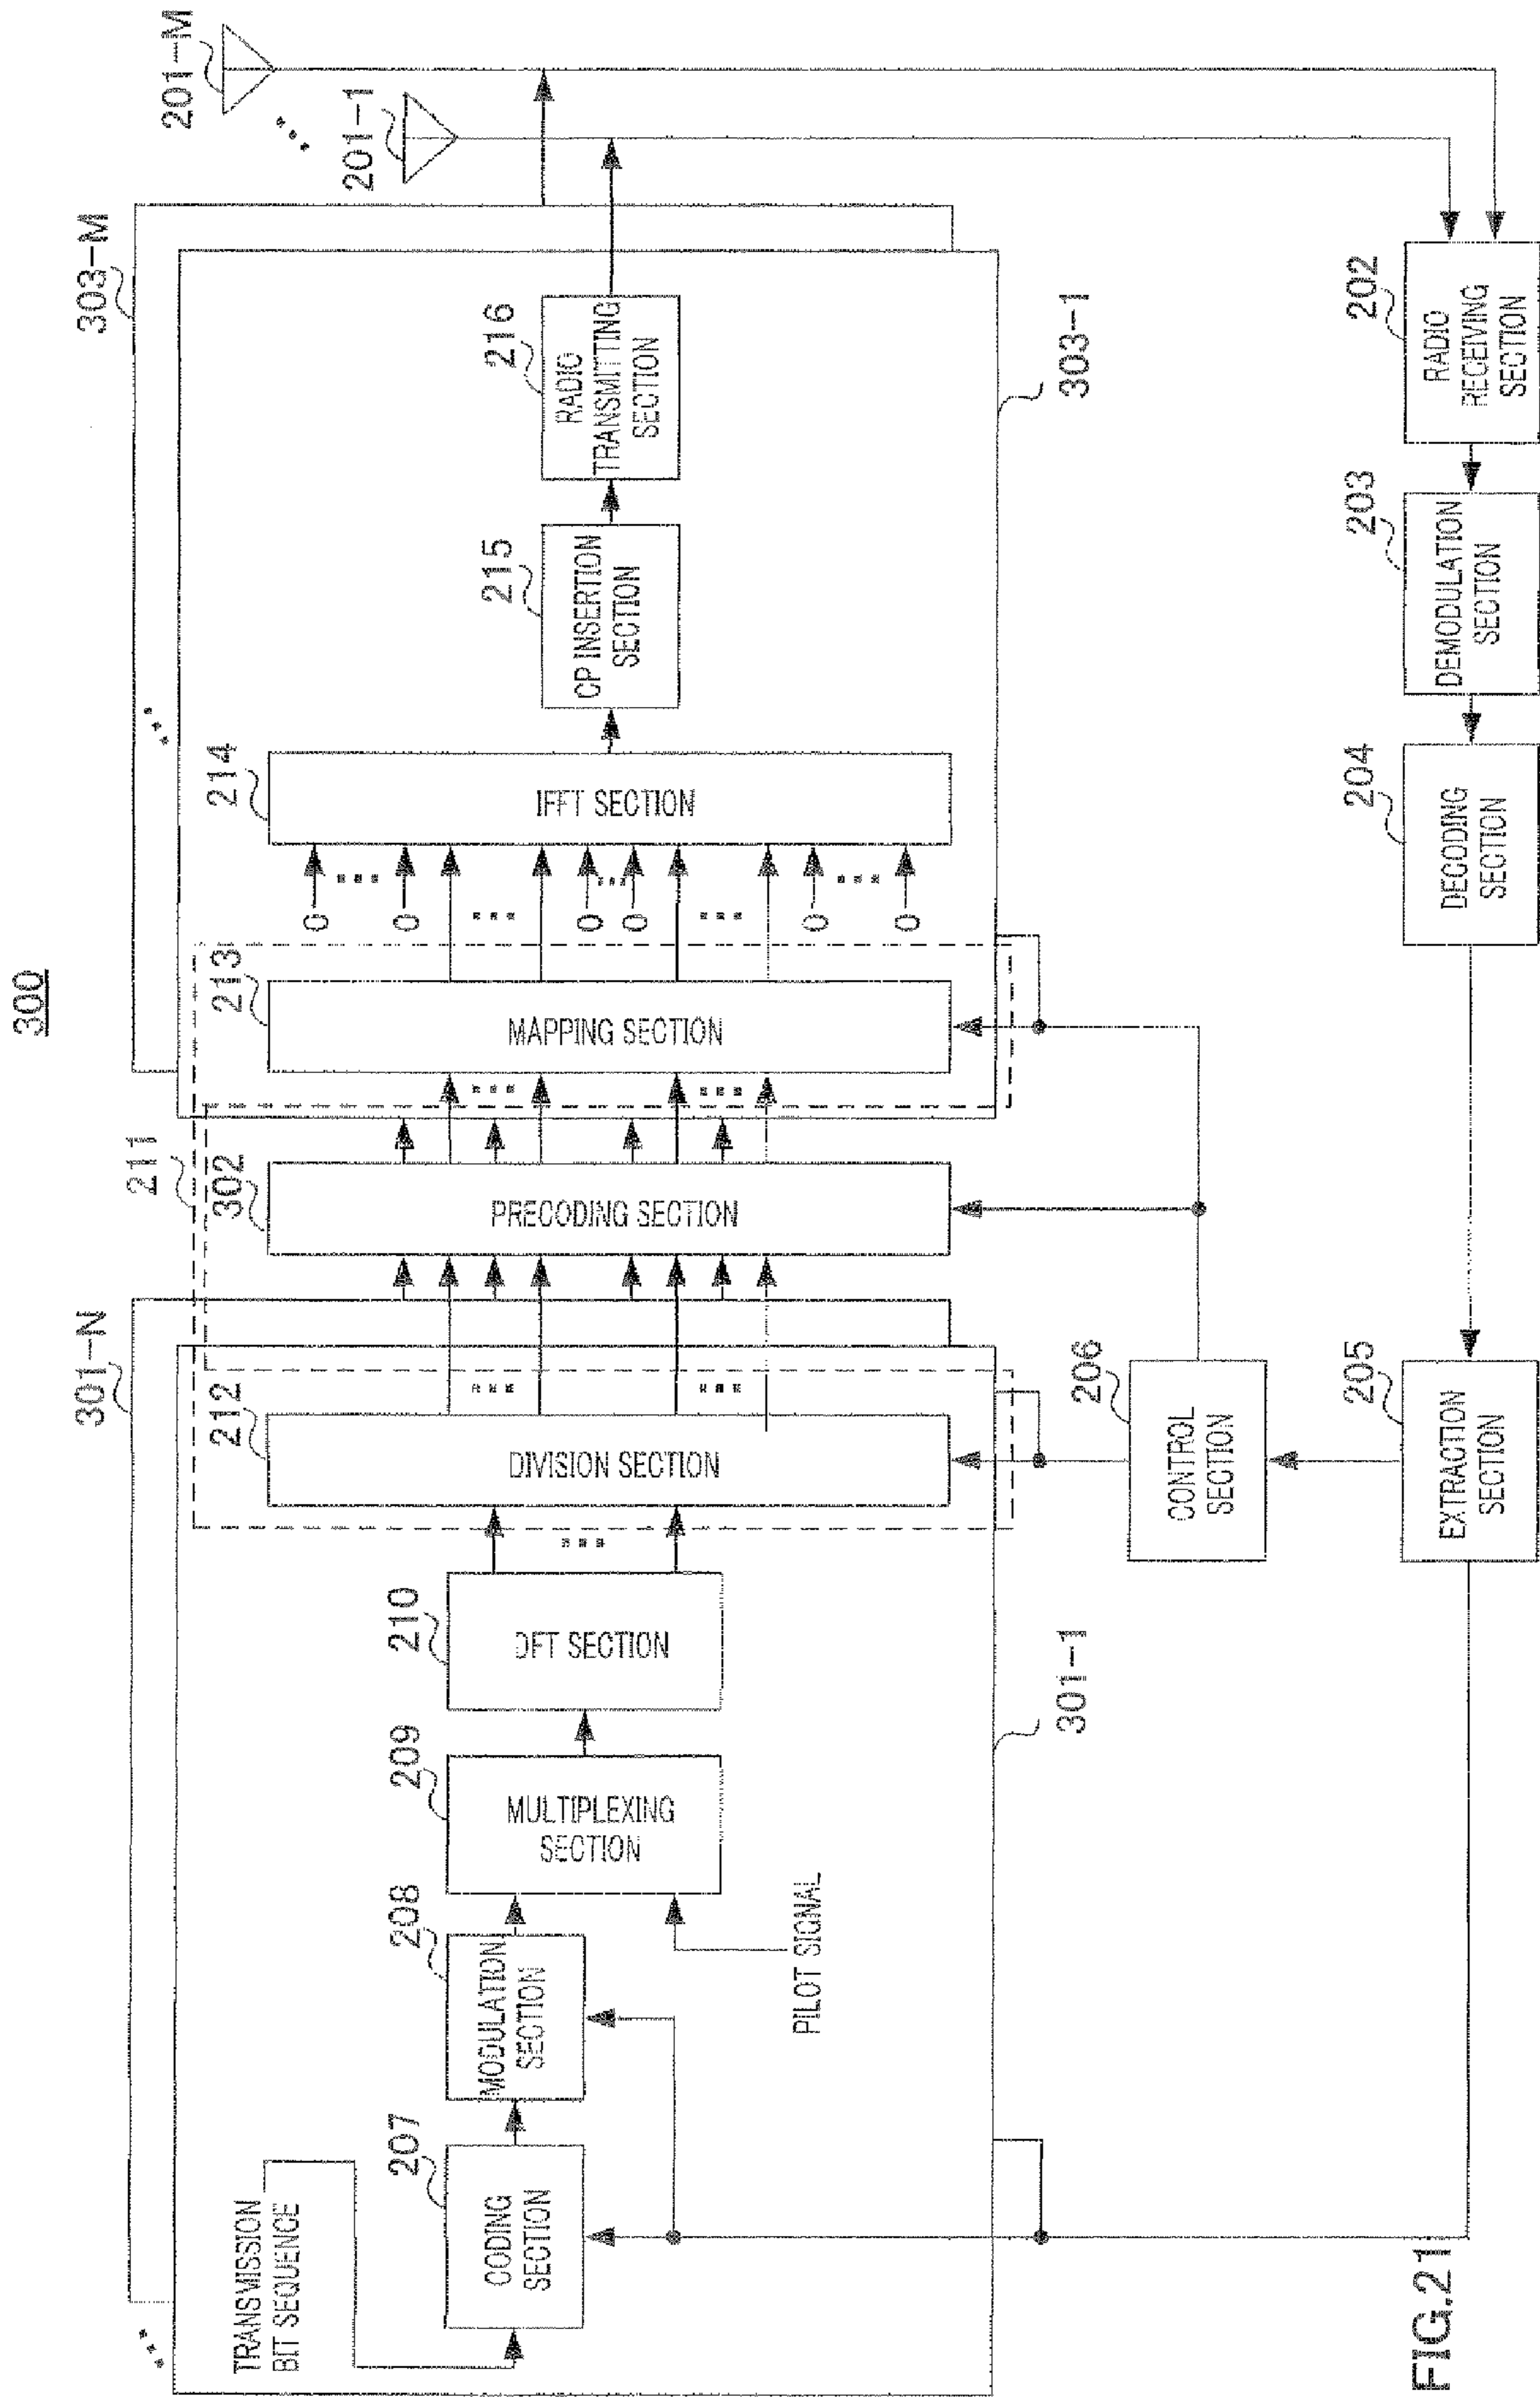 300
301-N
TRANSMISSION
BIT SEQUENCE
207
CODING
SECTION
208
MODULATION
SECTION
PILOT SIGNAL
209
MULTIPLEXING
SECTION
210
DFT SECTION
212
DIVISION SECTION
211
302
PRECODING SECTION
213
MAPPING SECTION
0
0
0
0
0
0
214
IFFT SECTION
215
CP INSERTION
SECTION
216
RADIO
TRANSMITTING
SECTION
303-M
201-M
201-1
301-1
303-1
206
CONTROL
SECTION
205
EXTRACTION
SECTION
204
DECODING
SECTION
203
DEMODULATION
SECTION
202
RADIO
RECEIVING
SECTION
FIG.21